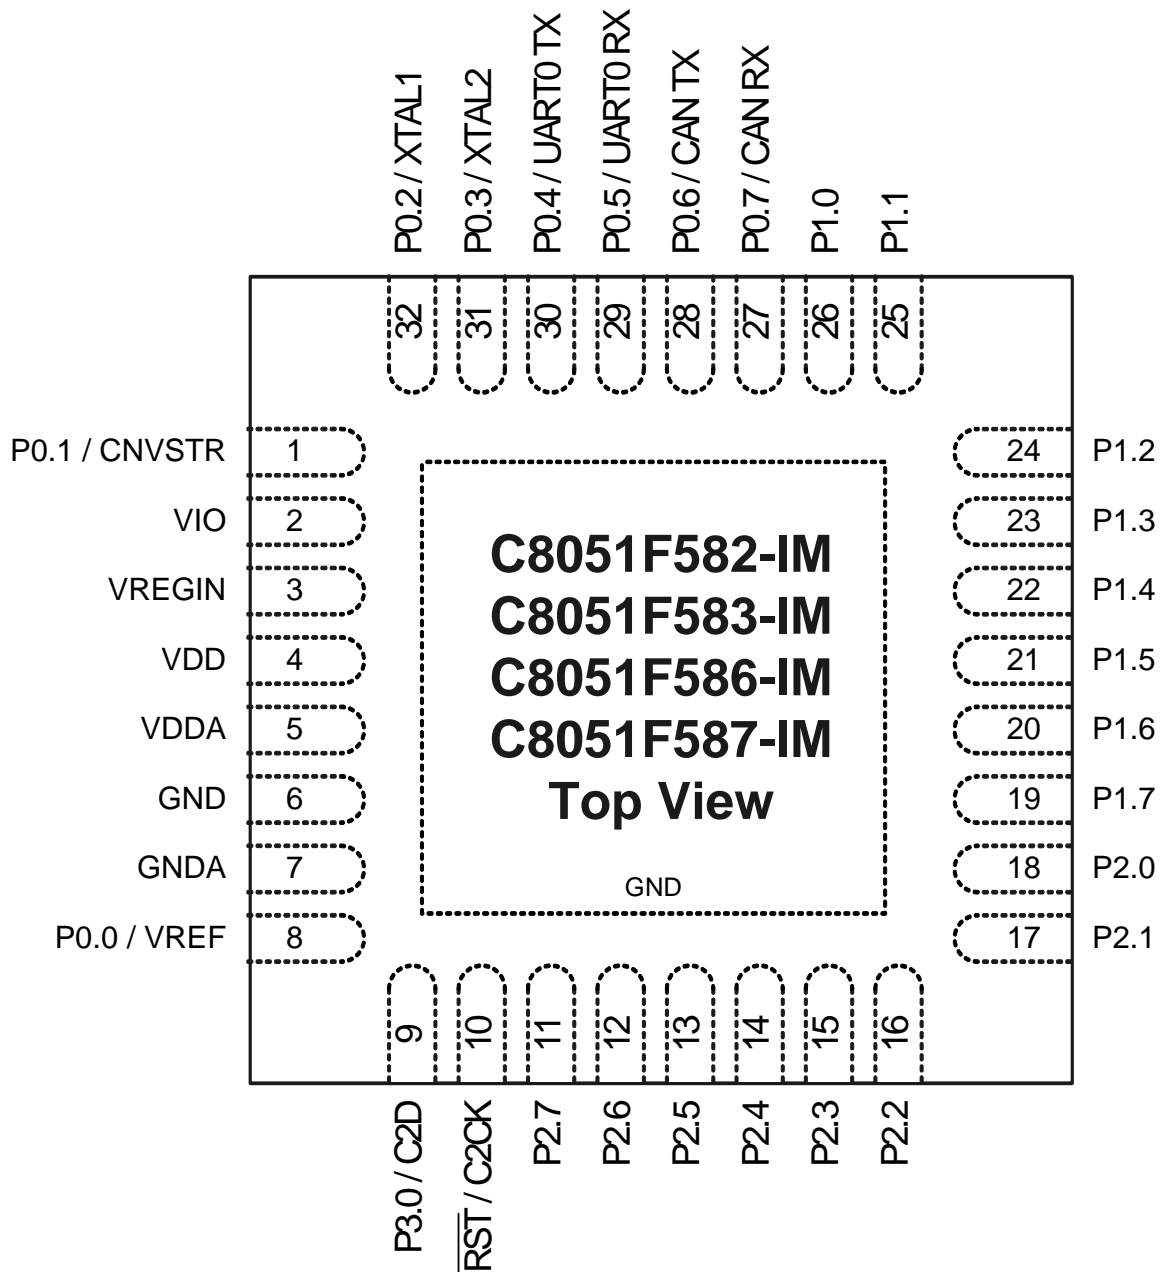 P0.2 / XTAL1
P0.3 / XTAL2
P0.4 / UART0 TX
P0.5 / UART0 RX
P0.6 / CAN TX
P0.7 / CAN RX
P1.0
P1.1
32
31
30
29
28
27
26
25
P0.1 / CNVSTR 1
VIO 2
VREGIN 3
VDD 4
VDDA 5
GND 6
GNDA 7
P0.0 / VREF 8
C8051F582-IM
C8051F583-IM
C8051F586-IM
C8051F587-IM
Top View
GND
24 P1.2
23 P1.3
22 P1.4
21 P1.5
20 P1.6
19 P1.7
18 P2.0
17 P2.1
9
10
11
12
13
14
15
16
P3.0 / C2D
R̅S̅T̅ / C2CK
P2.7
P2.6
P2.5
P2.4
P2.3
P2.2